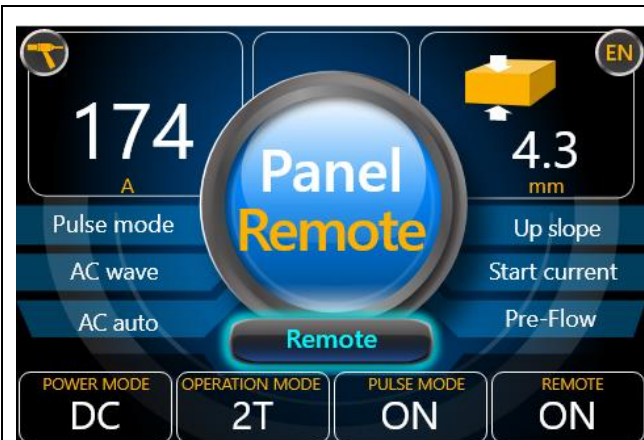 EN
174
A
4.3
mm
Panel
Remote
Pulse mode
Up slope
AC wave
Start current
AC auto
Pre-Flow
Remote
POWER MODE
OPERATION MODE
PULSE MODE
REMOTE
DC
2T
ON
ON